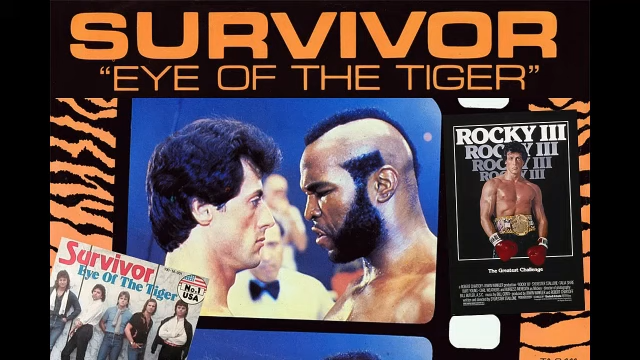 SURVIVOR
"EYE OF THE TIGER"
ROCKY III
ROCKY III
ROCKY III
ROCKY III
The Greatest Challenge
Survivor
Eye Of The Tiger
No.1
USA